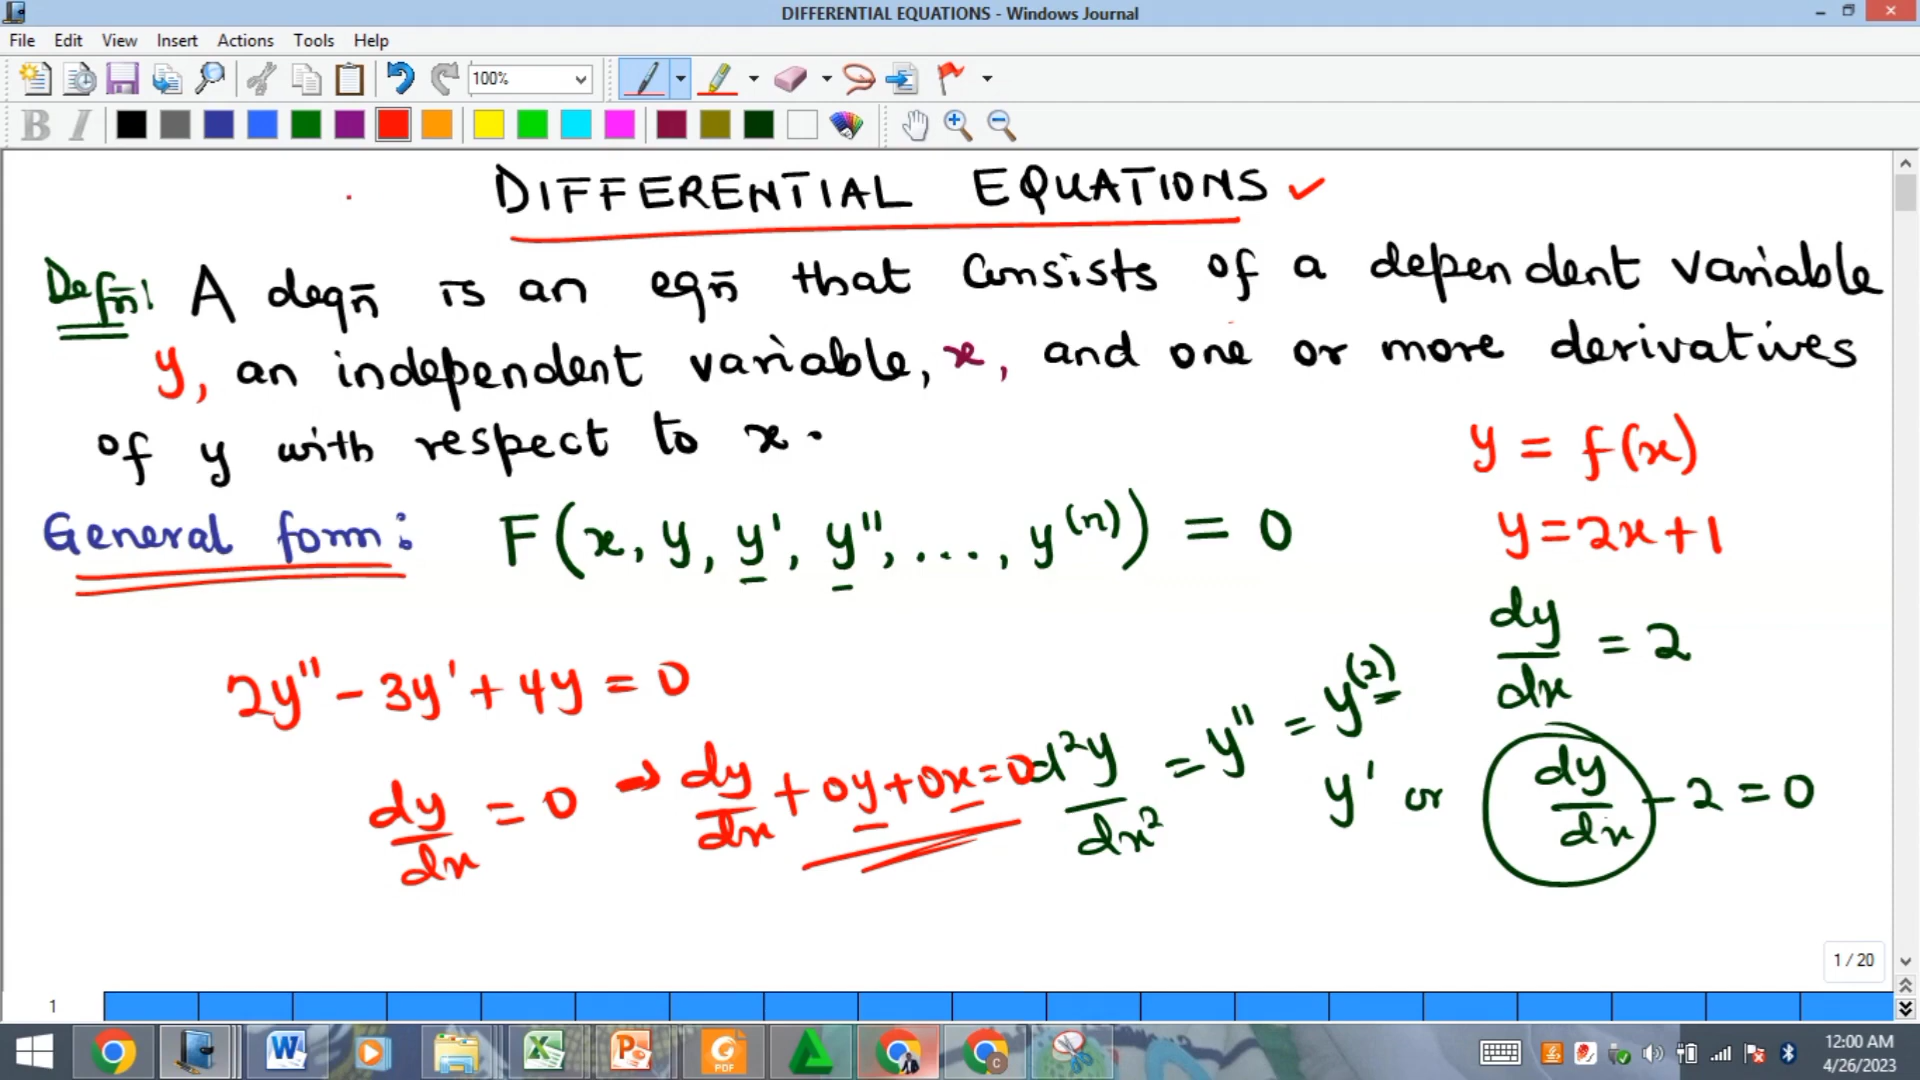 DIFFERENTIAL EQUATIONS - Windows Journal
File Edit View Insert Actions Tools Help
100%
B I
DIFFERENTIAL EQUATIONS ✓
Defn̄: A deqn̄ is an eqn̄ that consists of a dependent variable
y, an independent variable, x, and one or more derivatives
of y with respect to x.
y = f(x)
General form: F(x, y, y', y'', ..., y⁽ⁿ⁾) = 0
y = 2x + 1
dy/dx = 2
2y'' - 3y' + 4y = 0
dy/dx = 0 → dy/dx + 0y + 0x = 0
d²y/dx² = y'' = y⁽²⁾
y' or dy/dx - 2 = 0
1 / 20
1
PDF
12:00 AM
4/26/2023